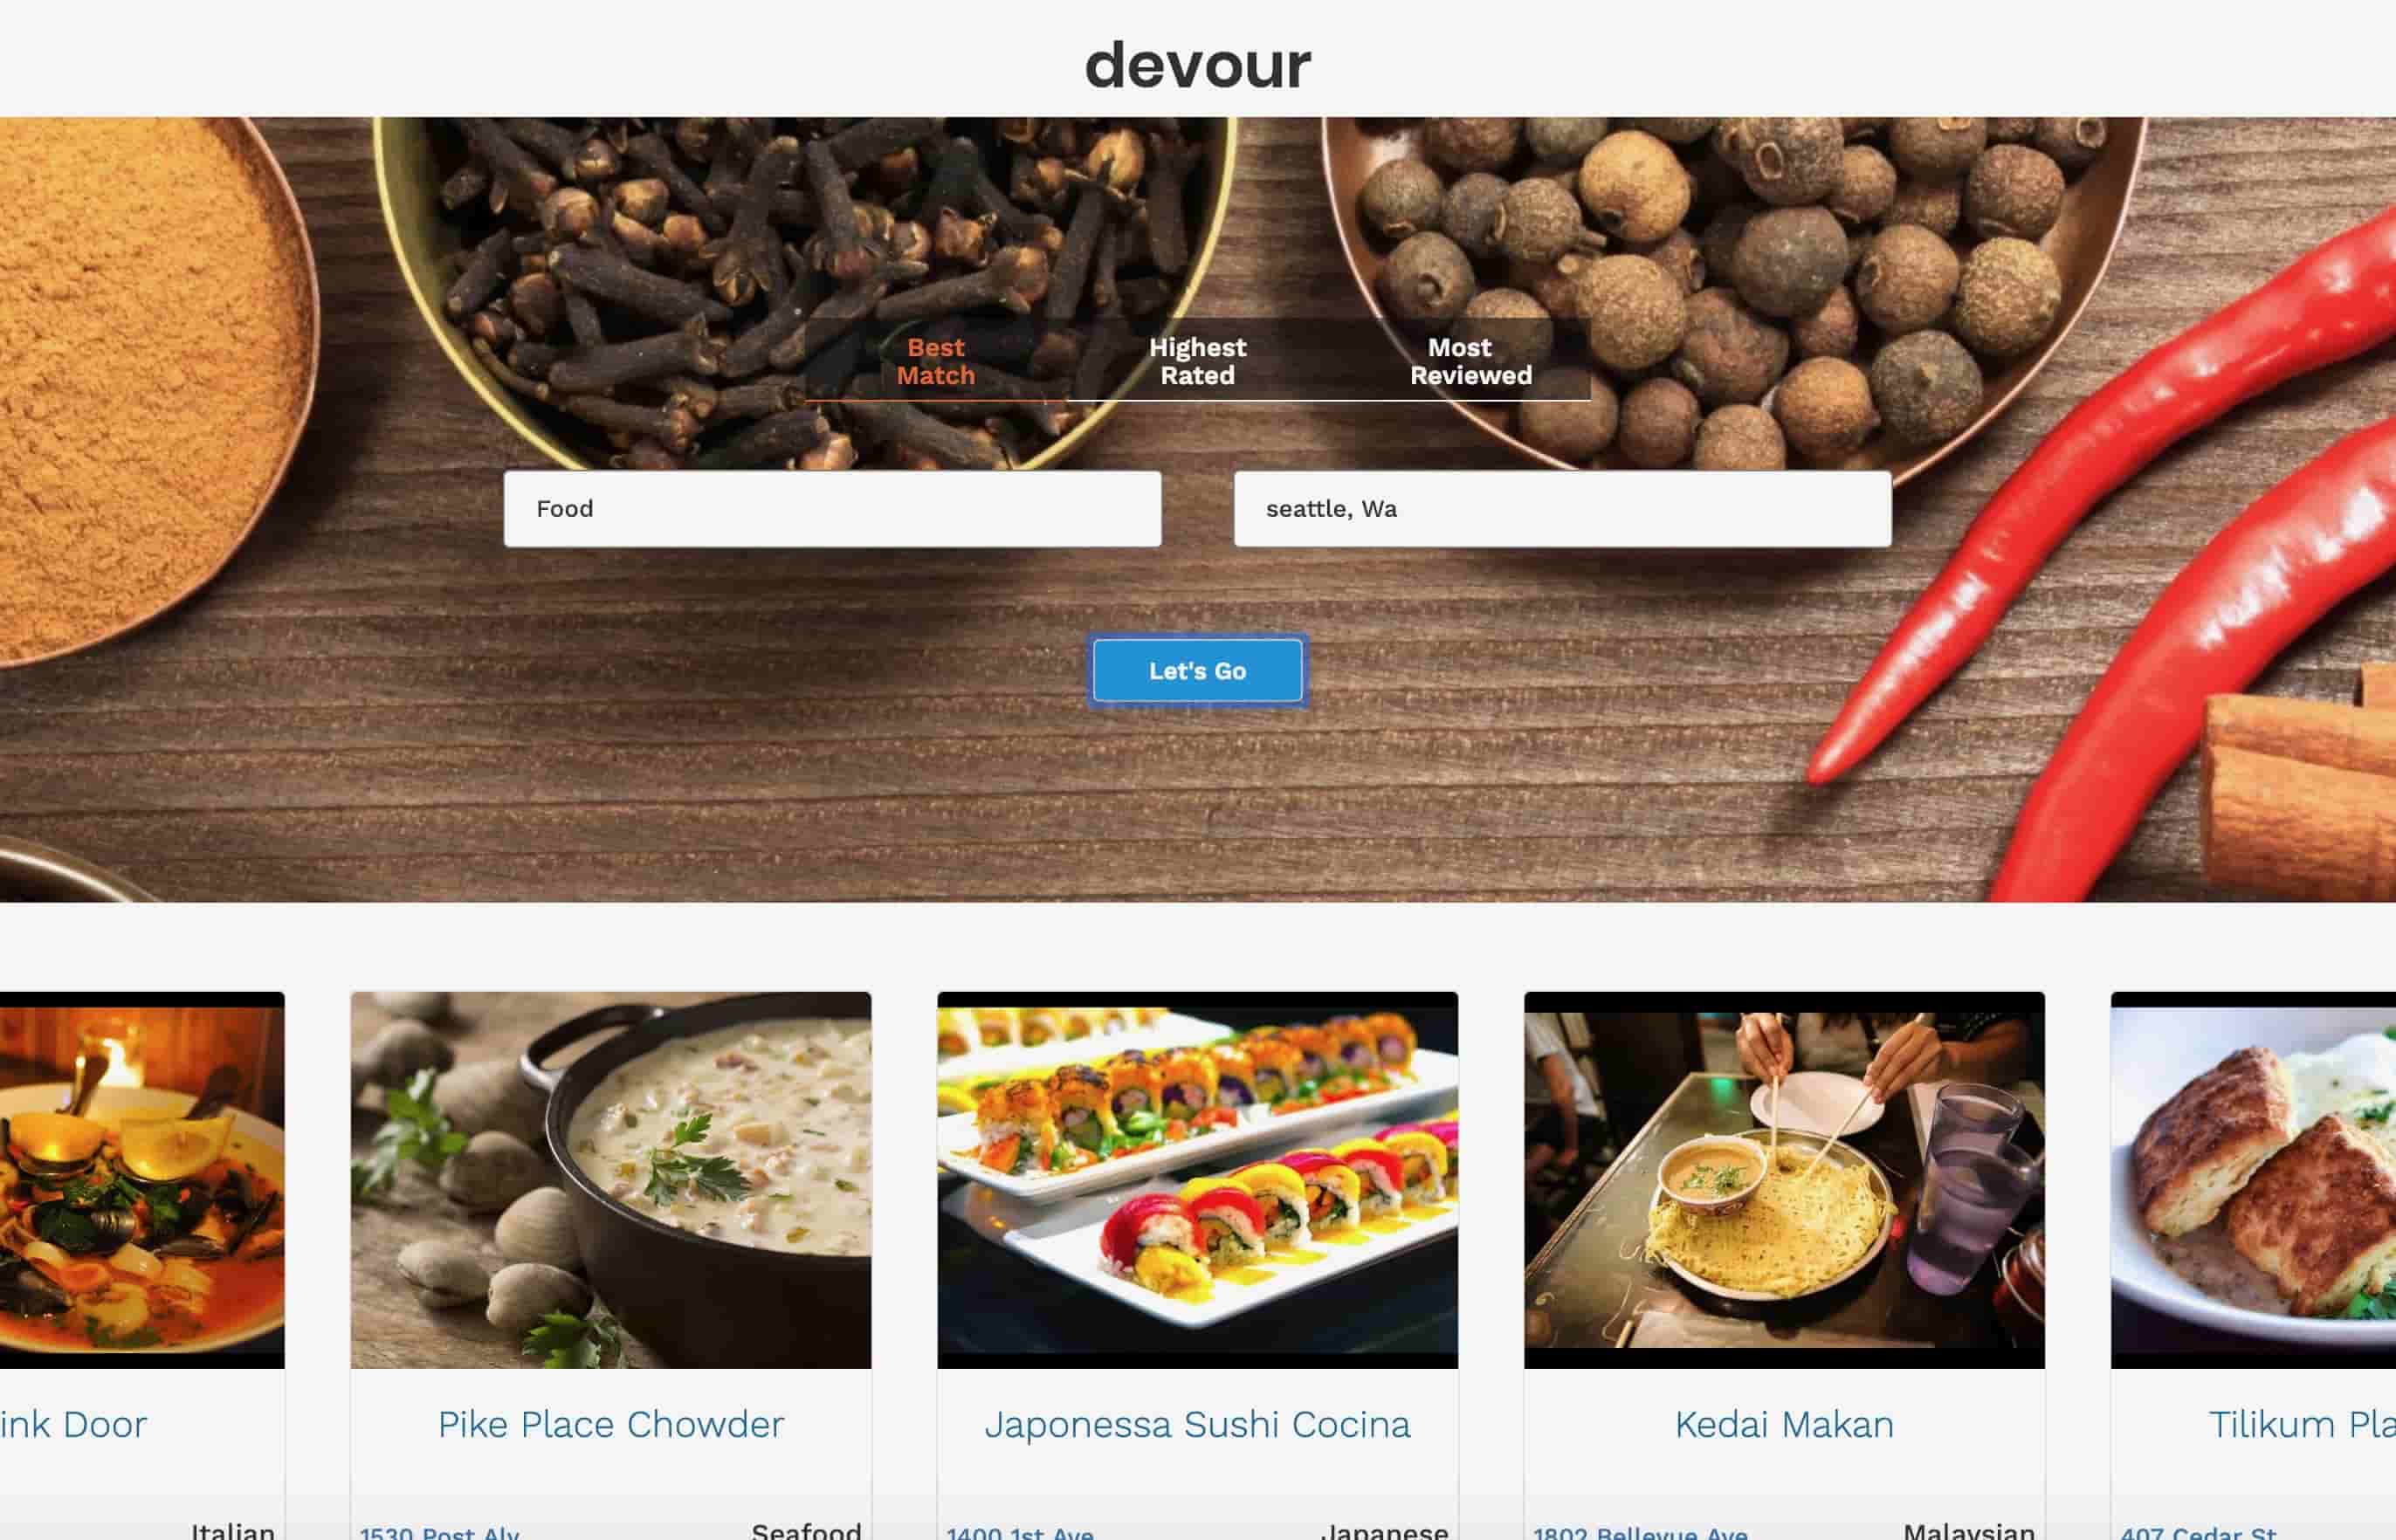 devour
Best
Match
Highest
Rated
Most
Reviewed
Food
seattle, Wa
Let's Go
ink Door
Pike Place Chowder
Japonessa Sushi Cocina
Kedai Makan
Tilikum Pla
Italian
1530 Post Aly
Seafood
1400 1st Ave
Japanese
1802 Bellevue Ave
Malaysian
407 Cedar St